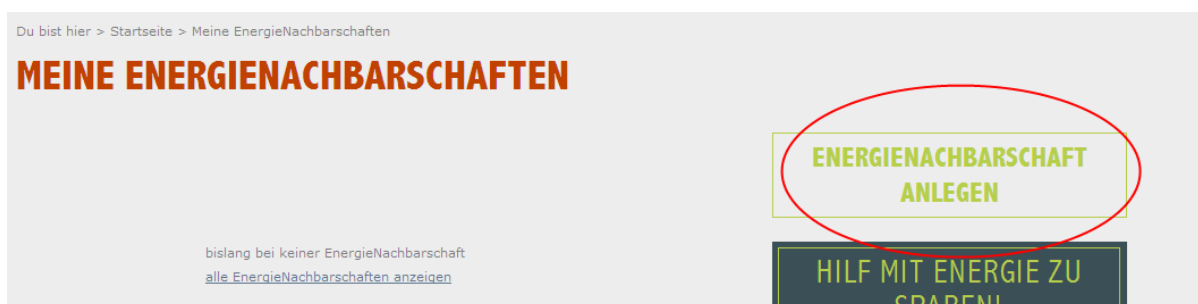 Du bist hier > Startseite > Meine EnergieNachbarschaften
MEINE ENERGIENACHBARSCHAFTEN
ENERGIENACHBARSCHAFT
ANLEGEN
bislang bei keiner EnergieNachbarschaft
alle EnergieNachbarschaften anzeigen
HILF MIT ENERGIE ZU
SPAREN!